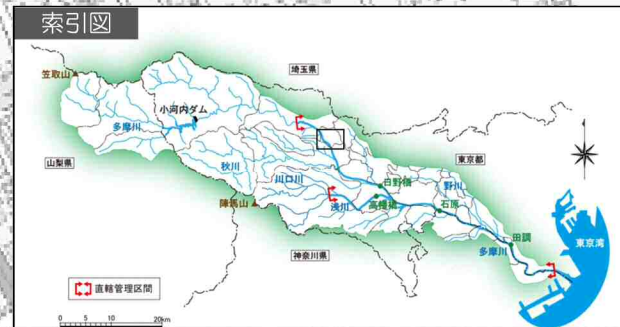 索引図
埼玉県
笠取山
小河内ダム
多摩川
東京都
山梨県
秋川
日野橋
野川
川口川
高幡橋
浅川
石原
陣馬山
田調
多摩川
東京湾
神奈川県
直轄管理区間
0 5 10 20km